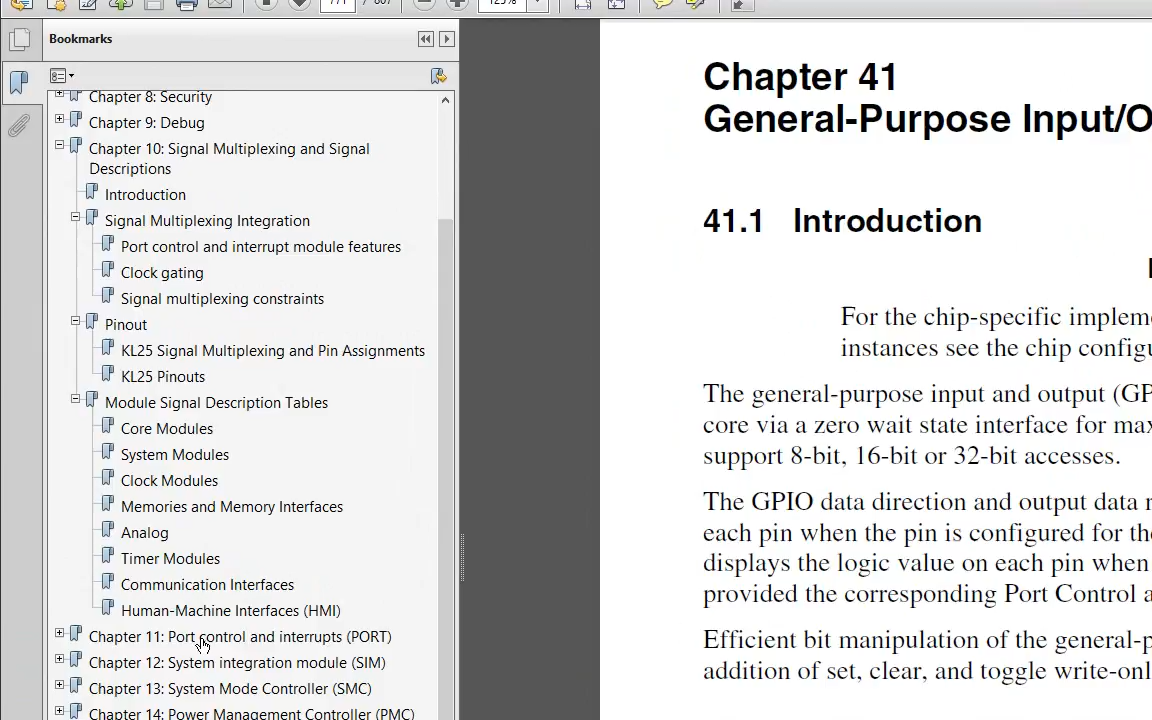 Bookmarks
Chapter 8: Security
Chapter 9: Debug
Chapter 10: Signal Multiplexing and Signal
Descriptions
Introduction
Signal Multiplexing Integration
Port control and interrupt module features
Clock gating
Signal multiplexing constraints
Pinout
KL25 Signal Multiplexing and Pin Assignments
KL25 Pinouts
Module Signal Description Tables
Core Modules
System Modules
Clock Modules
Memories and Memory Interfaces
Analog
Timer Modules
Communication Interfaces
Human-Machine Interfaces (HMI)
Chapter 11: Port control and interrupts (PORT)
Chapter 12: System integration module (SIM)
Chapter 13: System Mode Controller (SMC)
Chapter 14: Power Management Controller (PMC)
Chapter 41
General-Purpose Input/O
41.1 Introduction
For the chip-specific impleme
instances see the chip configu
The general-purpose input and output (GP
core via a zero wait state interface for max
support 8-bit, 16-bit or 32-bit accesses.
The GPIO data direction and output data r
each pin when the pin is configured for the
displays the logic value on each pin when
provided the corresponding Port Control a
Efficient bit manipulation of the general-p
addition of set, clear, and toggle write-onl